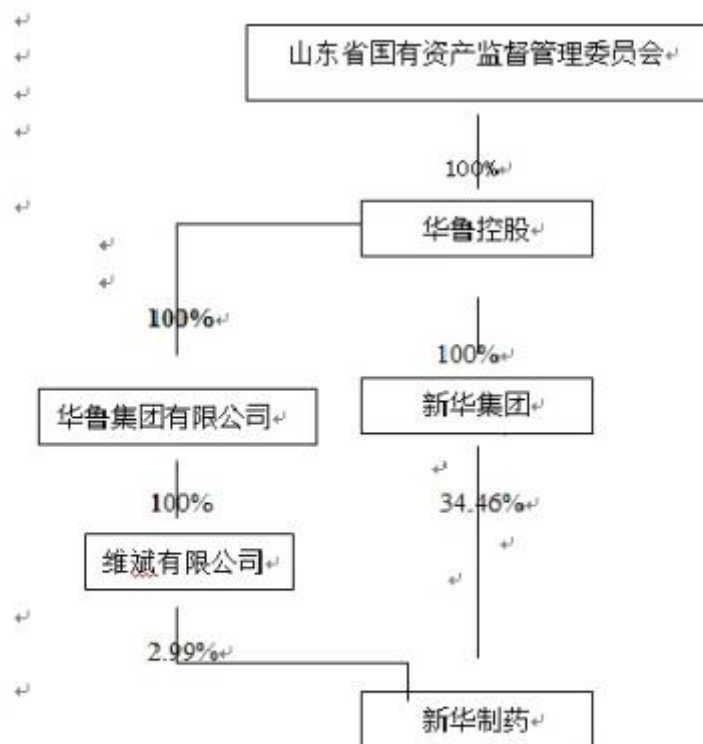 山东省国有资产监督管理委员会
100%
华鲁控股
100%
100%
华鲁集团有限公司
新华集团
100%
34.46%
维斌有限公司
2.99%
新华制药